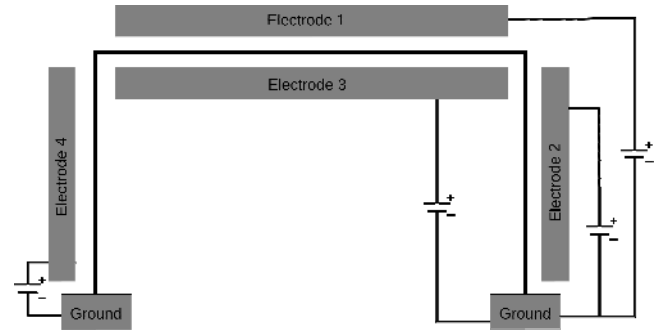 Electrode 1
Electrode 3
Electrode 4
Electrode 2
+
–
+
–
+
–
+
–
Ground
Ground